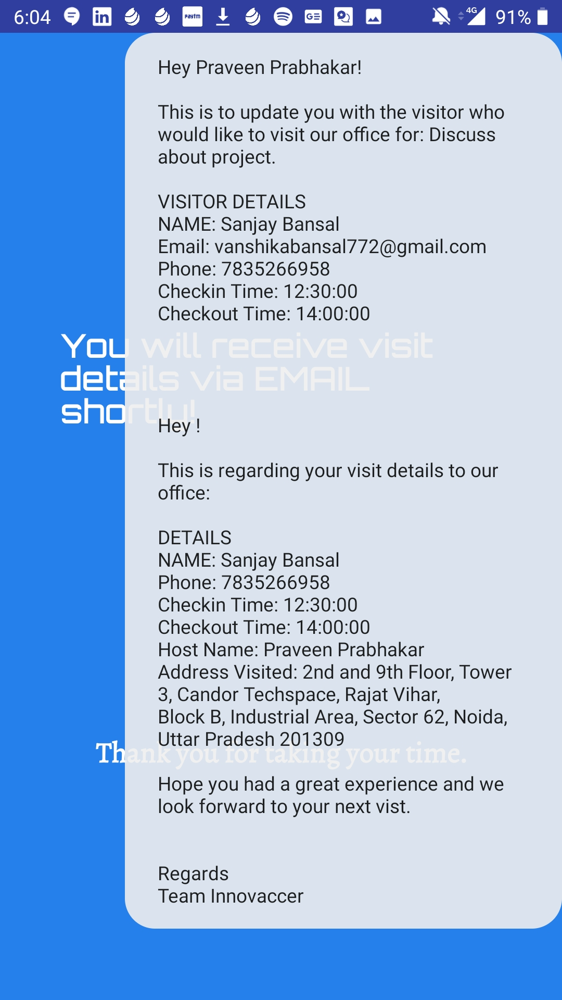 6:04
Paytm
GE
4G
91%
Hey Praveen Prabhakar!
This is to update you with the visitor who
would like to visit our office for: Discuss
about project.
VISITOR DETAILS
NAME: Sanjay Bansal
Email: vanshikabansal772@gmail.com
Phone: 7835266958
Checkin Time: 12:30:00
Checkout Time: 14:00:00
You will receive visit
details via EMAIL
shortly!
Hey !
This is regarding your visit details to our
office:
DETAILS
NAME: Sanjay Bansal
Phone: 7835266958
Checkin Time: 12:30:00
Checkout Time: 14:00:00
Host Name: Praveen Prabhakar
Address Visited: 2nd and 9th Floor, Tower
3, Candor Techspace, Rajat Vihar,
Block B, Industrial Area, Sector 62, Noida,
Uttar Pradesh 201309
Thank you for taking your time.
Hope you had a great experience and we
look forward to your next vist.
Regards
Team Innovaccer